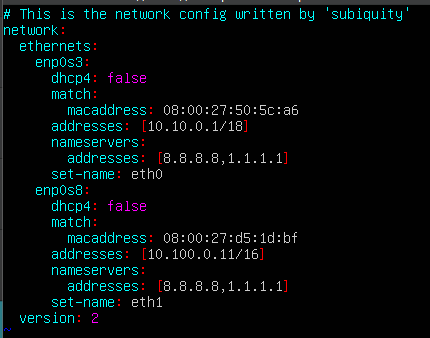 # This is the network config written by 'subiquity'
network:
  ethernets:
    enp0s3:
      dhcp4: false
      match:
        macaddress: 08:00:27:50:5c:a6
      addresses: [10.10.0.1/18]
      nameservers:
        addresses: [8.8.8.8,1.1.1.1]
      set-name: eth0
    enp0s8:
      dhcp4: false
      match:
        macaddress: 08:00:27:d5:1d:bf
      addresses: [10.100.0.11/16]
      nameservers:
        addresses: [8.8.8.8,1.1.1.1]
      set-name: eth1
  version: 2
~